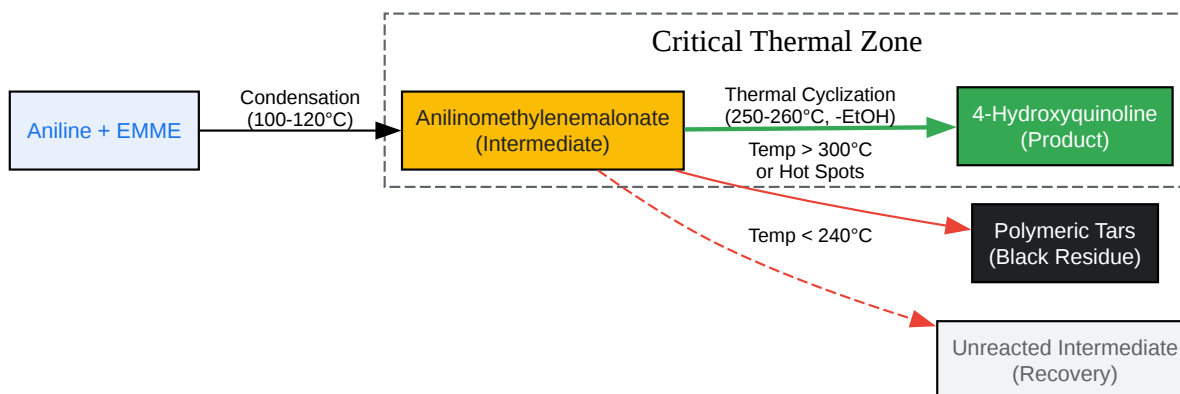 Critical Thermal Zone
Aniline + EMME
Condensation
(100-120°C)
Anilinomethylenemalonate
(Intermediate)
Thermal Cyclization
(250-260°C, -EtOH)
4-Hydroxyquinoline
(Product)
Temp > 300°C
or Hot Spots
Polymeric Tars
(Black Residue)
Temp < 240°C
Unreacted Intermediate
(Recovery)